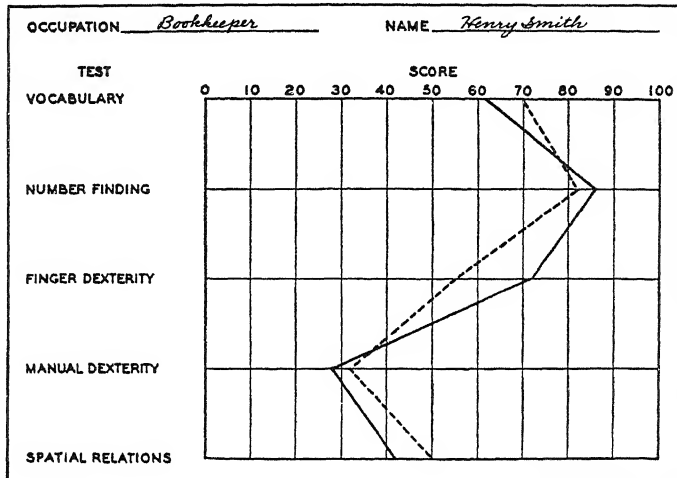 OCCUPATION Bookkeeper NAME Henry Smith
TEST SCORE
0 10 20 30 40 50 60 70 80 90 100
VOCABULARY
NUMBER FINDING
FINGER DEXTERITY
MANUAL DEXTERITY
SPATIAL RELATIONS